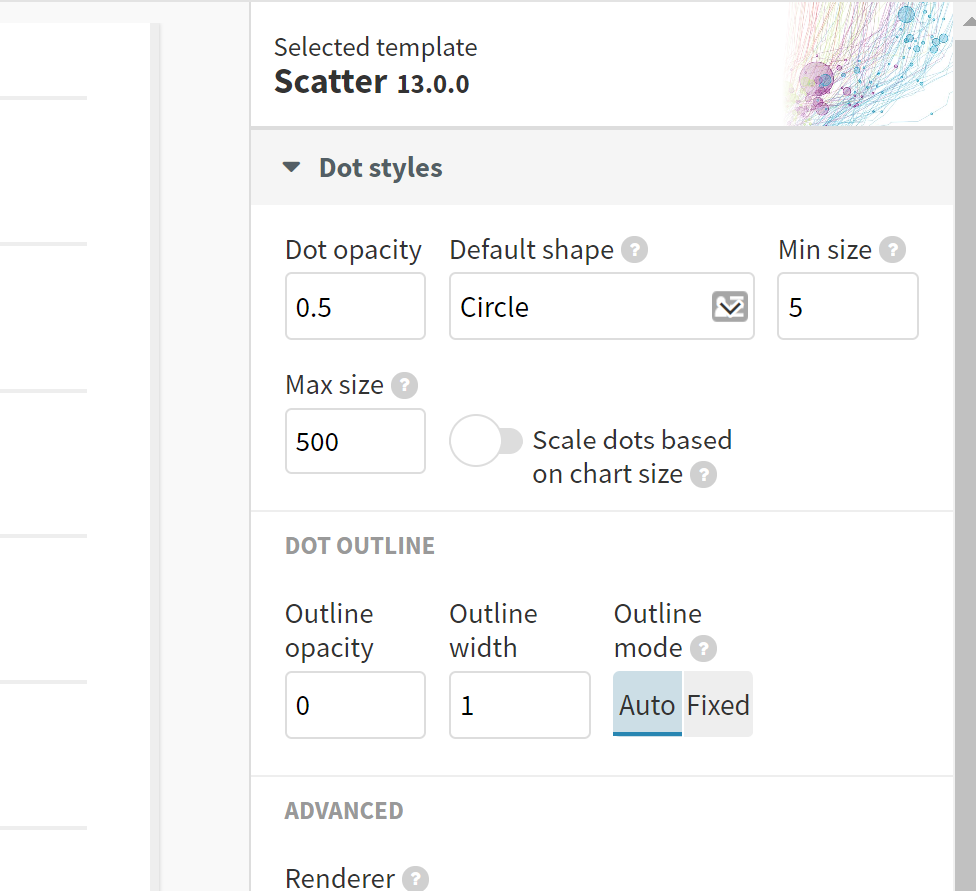 Selected template
Scatter 13.0.0
Dot styles
Dot opacity Default shape ? Min size ?
0.5 Circle 5
Max size ?
500 Scale dots based
on chart size ?
DOT OUTLINE
Outline Outline Outline
opacity width mode ?
0 1 Auto Fixed
ADVANCED
Renderer ?